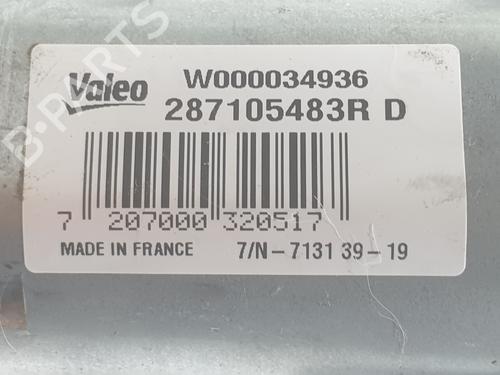 Valeo
W000034936
287105483R D
7 207000 320517
MADE IN FRANCE 7/N-7131 39-19
B-PARTS